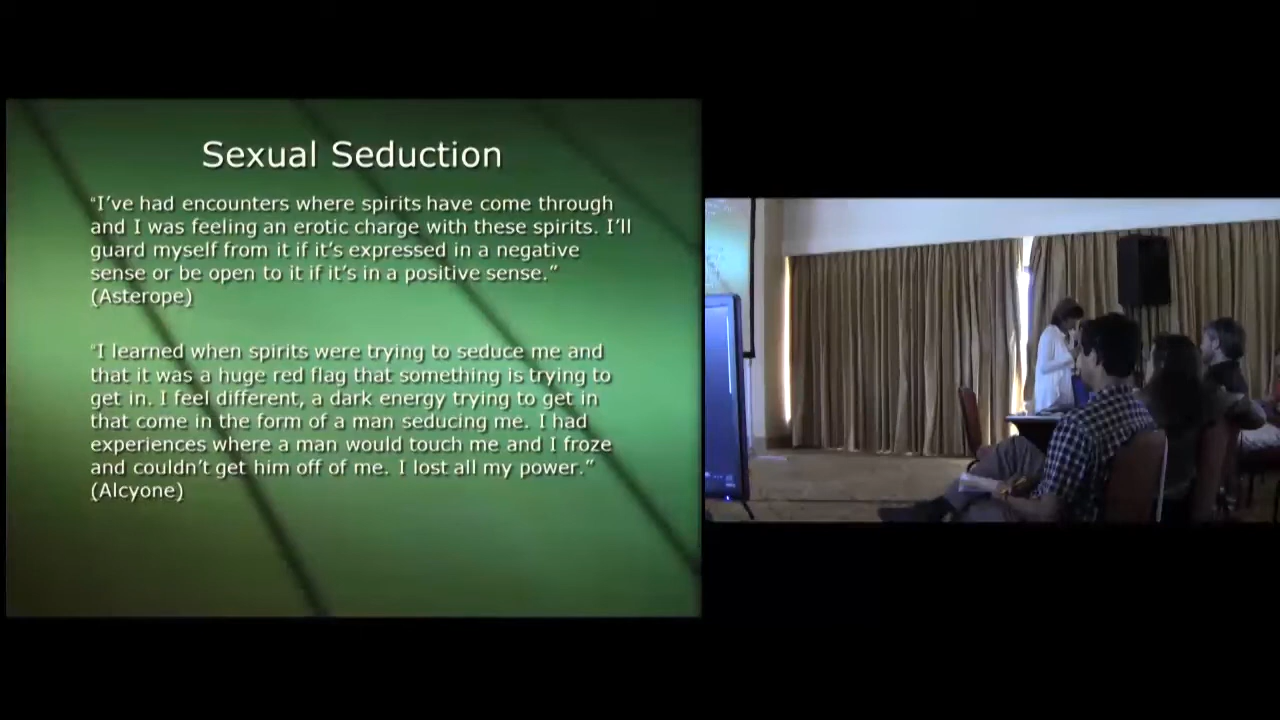 Sexual Seduction
“I’ve had encounters where spirits have come through
and I was feeling an erotic charge with these spirits. I’ll
guard myself from it if it’s expressed in a negative
sense or be open to it if it’s in a positive sense.”
(Asterope)
“I learned when spirits were trying to seduce me and
that it was a huge red flag that something is trying to
get in. I feel different, a dark energy trying to get in
that come in the form of a man seducing me. I had
experiences where a man would touch me and I froze
and couldn’t get him off of me. I lost all my power.”
(Alcyone)